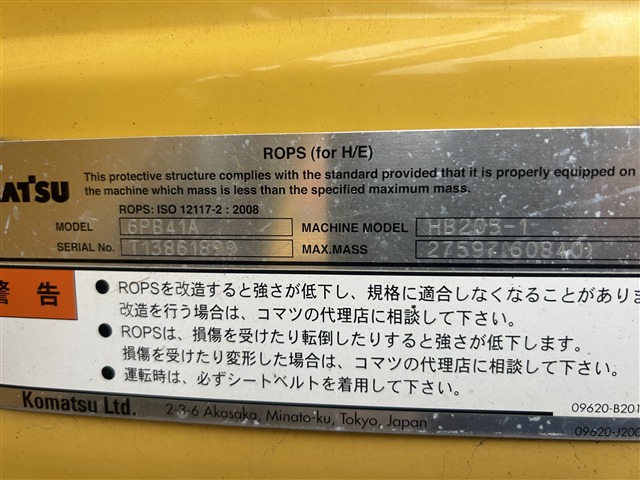 ROPS (for H/E)
This protective structure complies with the standard provided that it is properly equipped on
the machine which mass is less than the specified maximum mass.
ATSU
ROPS: ISO 12117-2 : 2008
MODEL 6PB41A MACHINE MODEL HB205-1
SERIAL No. T13861899 MAX.MASS (60840)
警告
● ROPSを改造すると強さが低下し、規格に適合しなくなることがありま
改造を行う場合は、コマツの代理店に相談して下さい。
● ROPSは、損傷を受けたり転倒したりすると強さが低下します。
損傷を受けたり変形した場合は、コマツの代理店に相談して下さい。
● 運転時は、必ずシートベルトを着用して下さい。
Komatsu Ltd. 2-3-6 Akasaka, Minato-ku, Tokyo, Japan
09620-B201
09620-J200